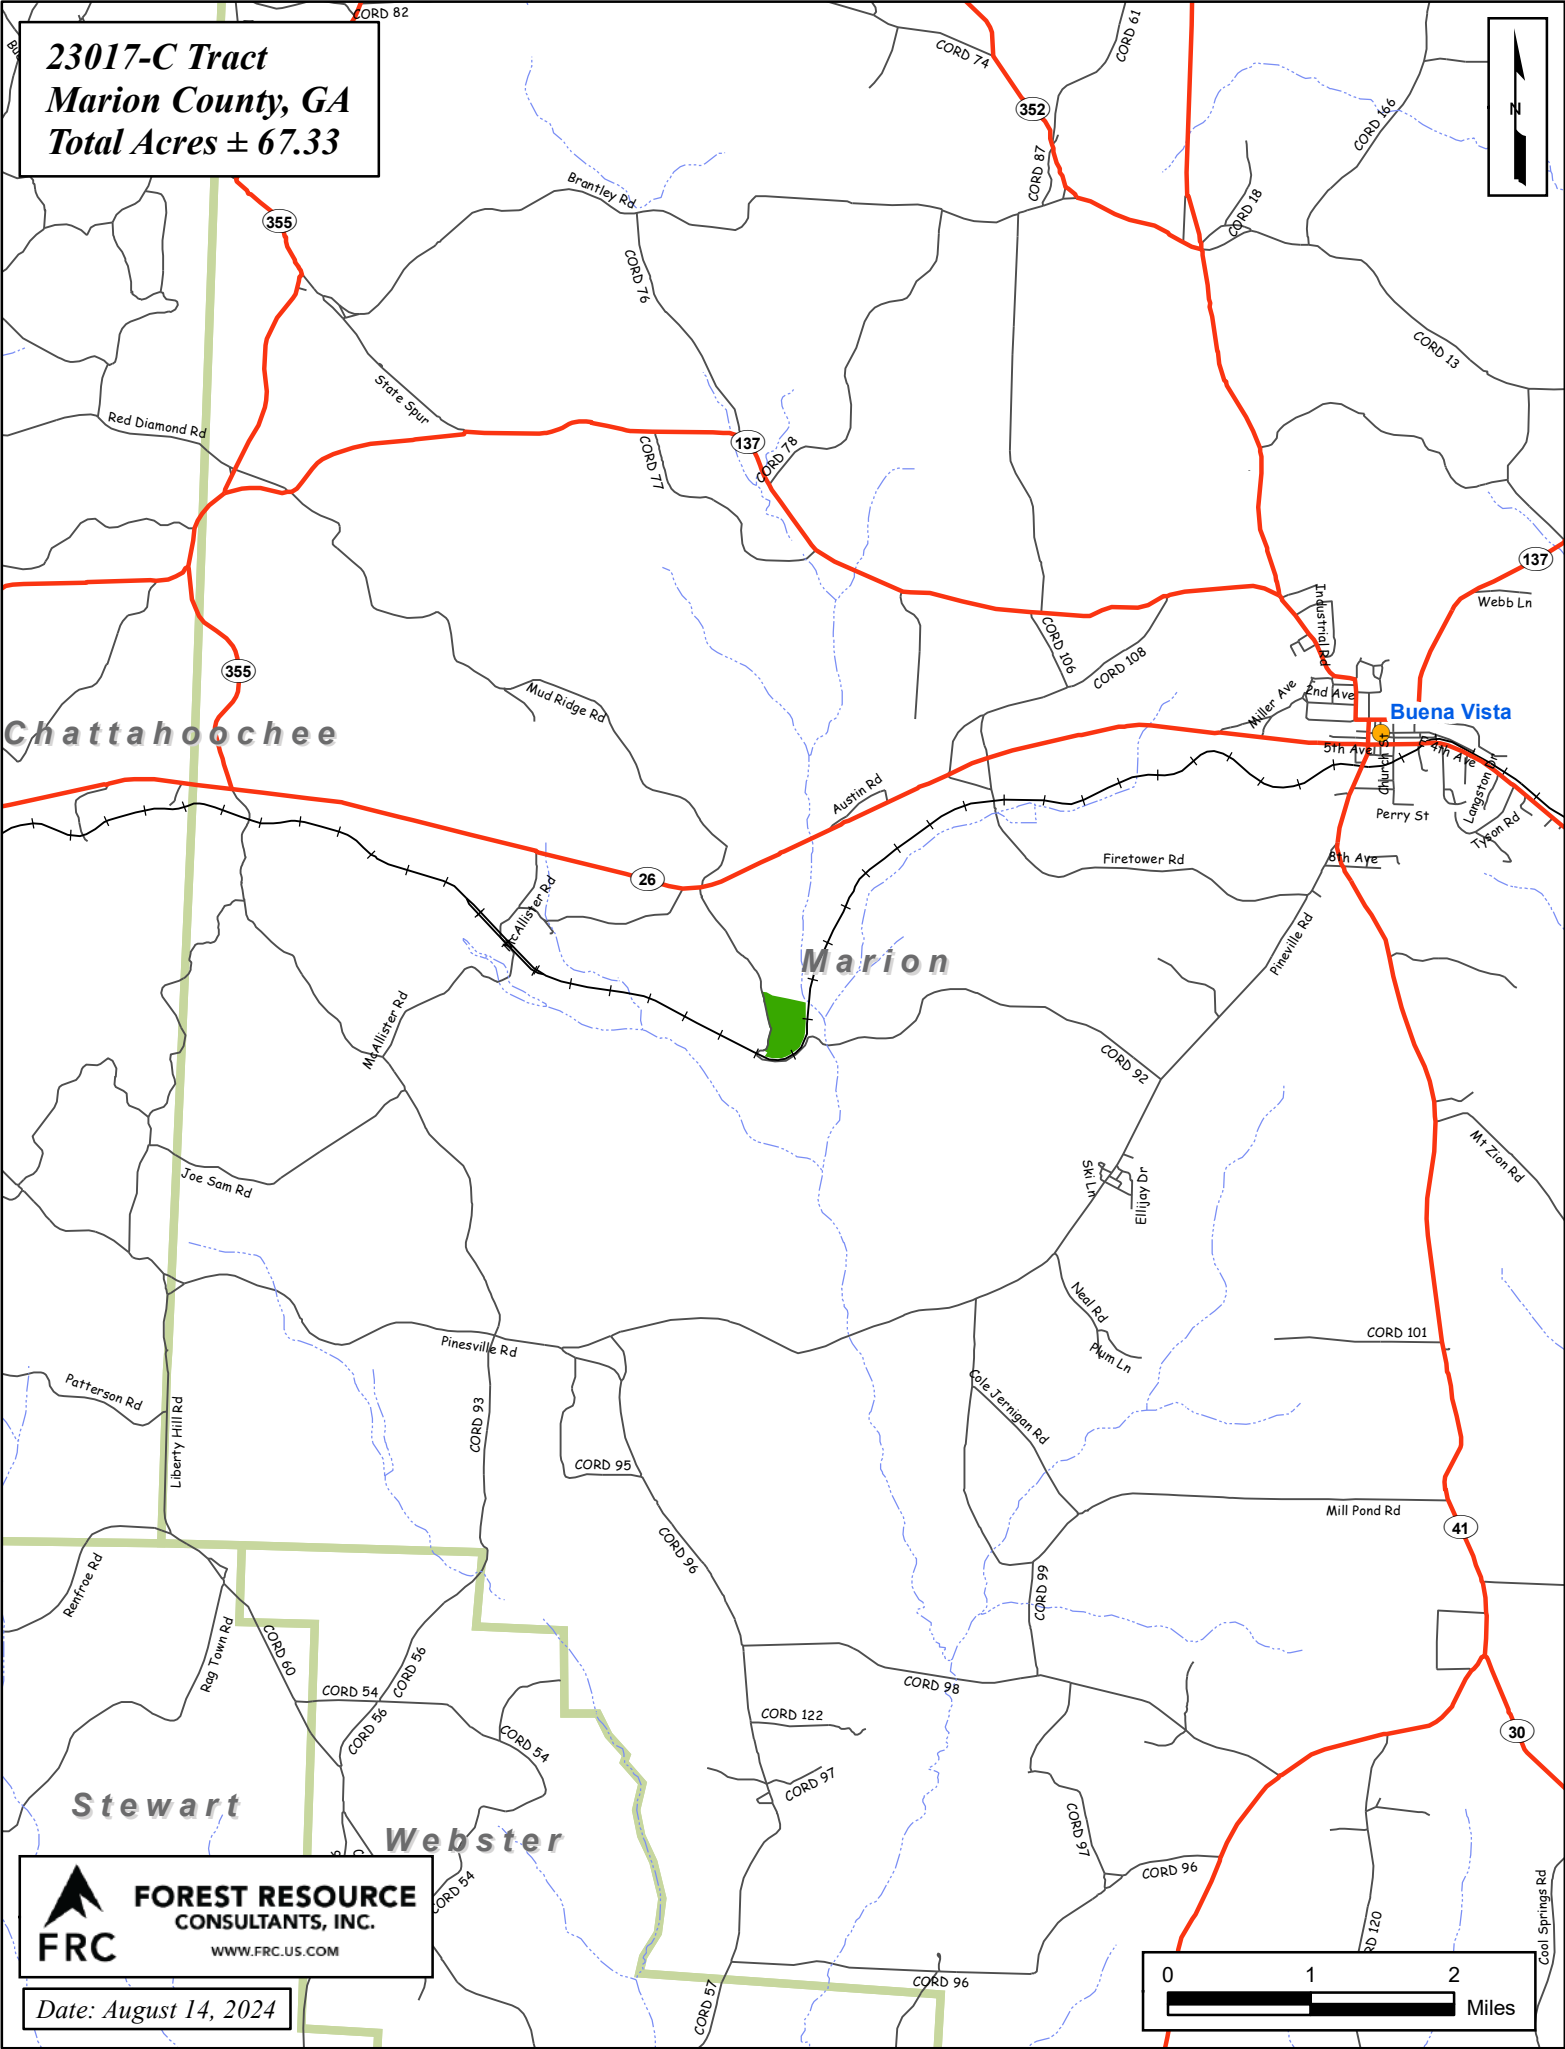 CORD 82
23017-C Tract
Marion County, GA
Total Acres ± 67.33
CORD 74
CORD 61
352
CORD 166
N
CORD 87
CORD 18
Brantley Rd
355
CORD 76
CORD 13
State Spur
Red Diamond Rd
137
CORD 77
CORD 78
137
Webb Ln
Industrial Rd
CORD 106
CORD 108
355
Mud Ridge Rd
Miller Ave
2nd Ave
Buena Vista
Chattahoochee
5th Ave
Church St
E 4th Ave
Langston Dr
Austin Rd
Perry St
Tyson Rd
8th Ave
Firetower Rd
26
McAllister Rd
Pineville Rd
Marion
McAllister Rd
CORD 92
Mt Zion Rd
Joe Sam Rd
Ski Ln
Ellijay Dr
Neal Rd
Pinesville Rd
CORD 101
Plum Ln
Patterson Rd
Liberty Hill Rd
CORD 93
Cole Jernigan Rd
CORD 95
Mill Pond Rd
41
CORD 96
Renfroe Rd
CORD 99
Rag Town Rd
CORD 60
CORD 56
CORD 54
CORD 98
CORD 56
CORD 122
30
CORD 54
CORD 97
Stewart
CORD 97
Webster
CORD 96
CORD 54
FRC
FOREST RESOURCE
CONSULTANTS, INC.
WWW.FRC.US.COM
Cool Springs Rd
RD 120
CORD 96
CORD 57
Date: August 14, 2024
0 1 2
Miles